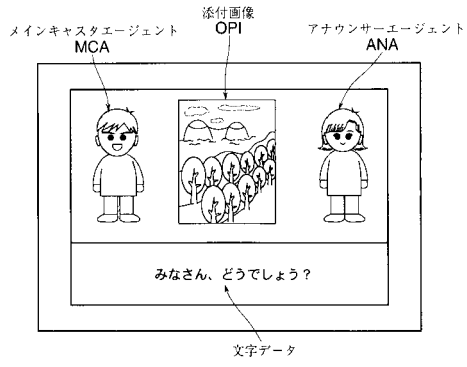 添付画像
OPI
メインキャスタエージェント
MCA
アナウンサーエージェント
ANA
みなさん、どうでしょう？
文字データ